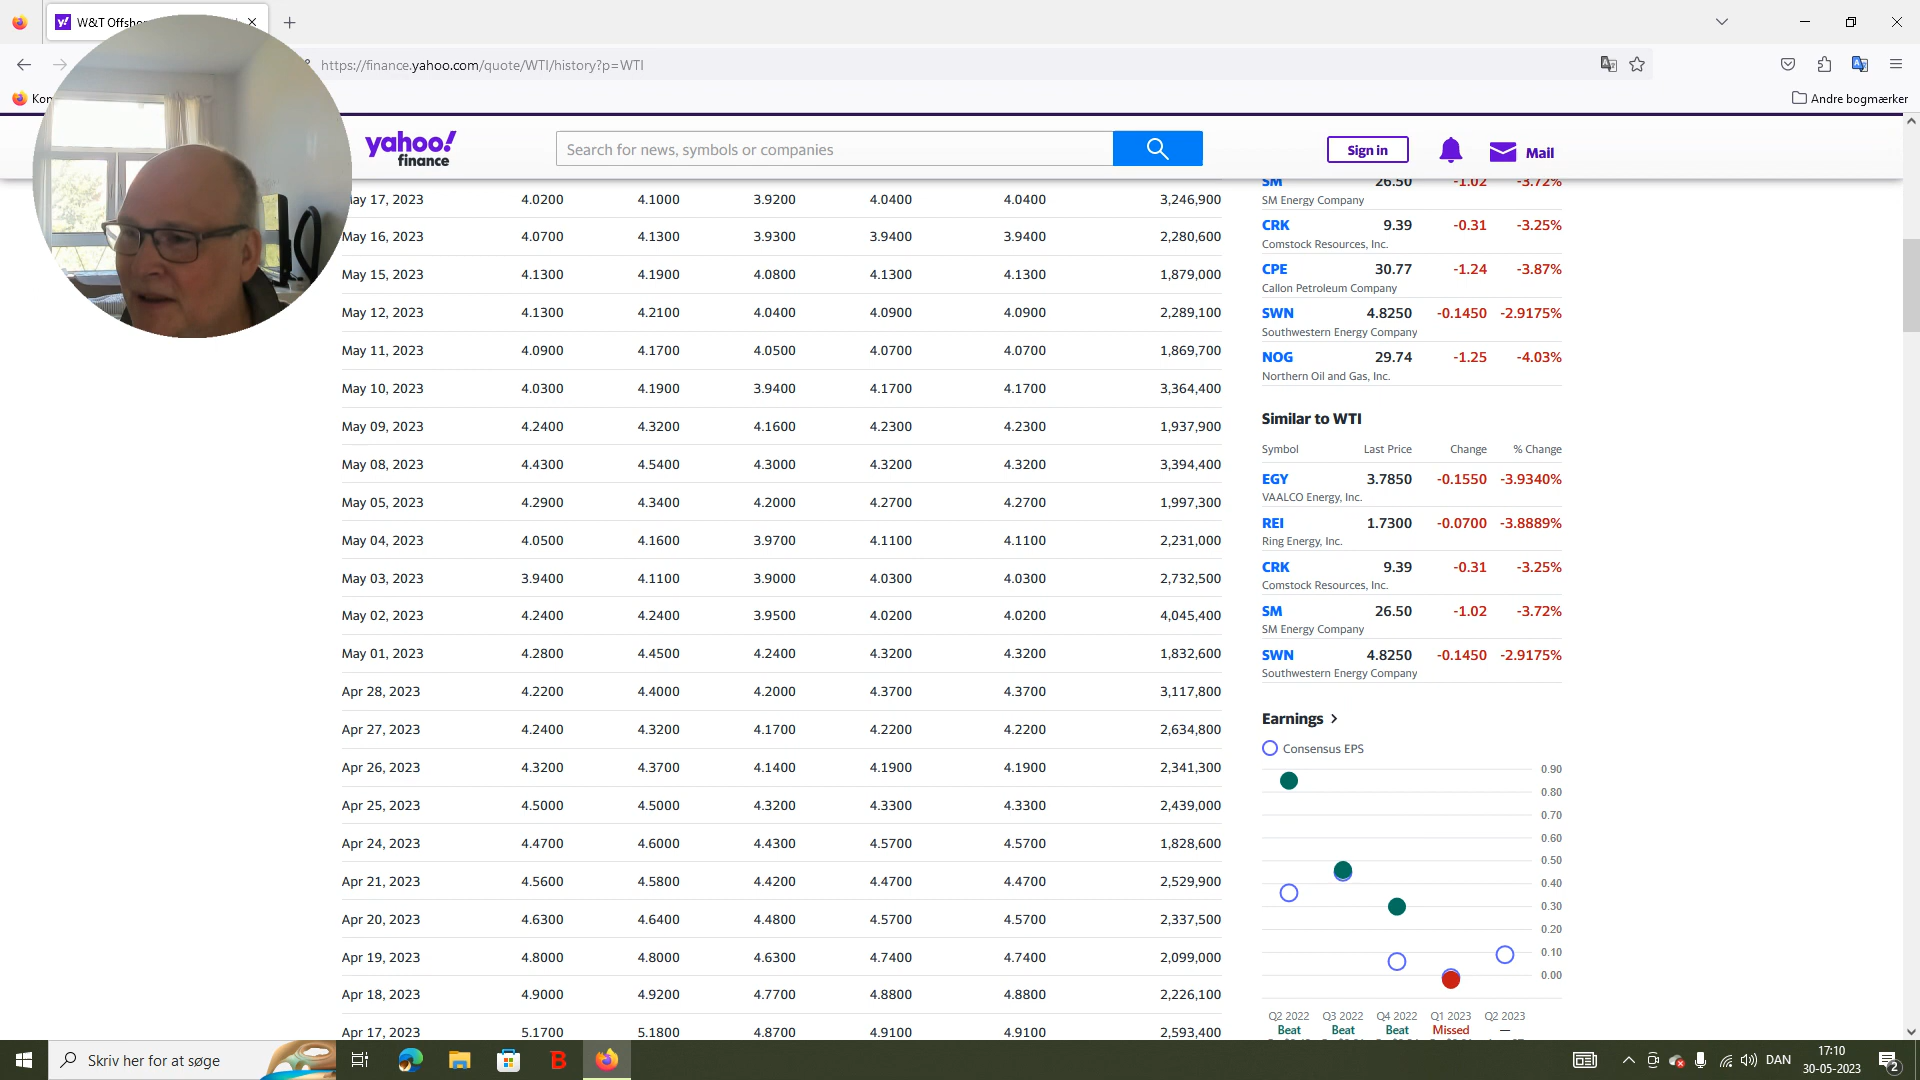 W&T Offshor
https://finance.yahoo.com/quote/WTI/history?p=WTI
Kon
Andre bogmærker
yahoo! finance
Search for news, symbols or companies
Sign in
Mail
May 17, 2023 4.0200 4.1000 3.9200 4.0400 4.0400 3,246,900
May 16, 2023 4.0700 4.1300 3.9300 3.9400 3.9400 2,280,600
May 15, 2023 4.1300 4.1900 4.0800 4.1300 4.1300 1,879,000
May 12, 2023 4.1300 4.2100 4.0400 4.0900 4.0900 2,289,100
May 11, 2023 4.0900 4.1700 4.0500 4.0700 4.0700 1,869,700
May 10, 2023 4.0300 4.1900 3.9400 4.1700 4.1700 3,364,400
May 09, 2023 4.2400 4.3200 4.1600 4.2300 4.2300 1,937,900
May 08, 2023 4.4300 4.5400 4.3000 4.3200 4.3200 3,394,400
May 05, 2023 4.2900 4.3400 4.2000 4.2700 4.2700 1,997,300
May 04, 2023 4.0500 4.1600 3.9700 4.1100 4.1100 2,231,000
May 03, 2023 3.9400 4.1100 3.9000 4.0300 4.0300 2,732,500
May 02, 2023 4.2400 4.2400 3.9500 4.0200 4.0200 4,045,400
May 01, 2023 4.2800 4.4500 4.2400 4.3200 4.3200 1,832,600
Apr 28, 2023 4.2200 4.4000 4.2000 4.3700 4.3700 3,117,800
Apr 27, 2023 4.2400 4.3200 4.1700 4.2200 4.2200 2,634,800
Apr 26, 2023 4.3200 4.3700 4.1400 4.1900 4.1900 2,341,300
Apr 25, 2023 4.5000 4.5000 4.3200 4.3300 4.3300 2,439,000
Apr 24, 2023 4.4700 4.6000 4.4300 4.5700 4.5700 1,828,600
Apr 21, 2023 4.5600 4.5800 4.4200 4.4700 4.4700 2,529,900
Apr 20, 2023 4.6300 4.6400 4.4800 4.5700 4.5700 2,337,500
Apr 19, 2023 4.8000 4.8000 4.6300 4.7400 4.7400 2,099,000
Apr 18, 2023 4.9000 4.9200 4.7700 4.8800 4.8800 2,226,100
Apr 17, 2023 5.1700 5.1800 4.8700 4.9100 4.9100 2,593,400
SM 26.50 -1.02 -3.72%
SM Energy Company
CRK 9.39 -0.31 -3.25%
Comstock Resources, Inc.
CPE 30.77 -1.24 -3.87%
Callon Petroleum Company
SWN 4.8250 -0.1450 -2.9175%
Southwestern Energy Company
NOG 29.74 -1.25 -4.03%
Northern Oil and Gas, Inc.
Similar to WTI
Symbol Last Price Change % Change
EGY 3.7850 -0.1550 -3.9340%
VAALCO Energy, Inc.
REI 1.7300 -0.0700 -3.8889%
Ring Energy, Inc.
CRK 9.39 -0.31 -3.25%
Comstock Resources, Inc.
SM 26.50 -1.02 -3.72%
SM Energy Company
SWN 4.8250 -0.1450 -2.9175%
Southwestern Energy Company
Earnings
Consensus EPS
0.90
0.80
0.70
0.60
0.50
0.40
0.30
0.20
0.10
0.00
Q2 2022 Q3 2022 Q4 2022 Q1 2023 Q2 2023
Beat Beat Beat Missed —
Skriv her for at søge
DAN
17:10
30-05-2023
2